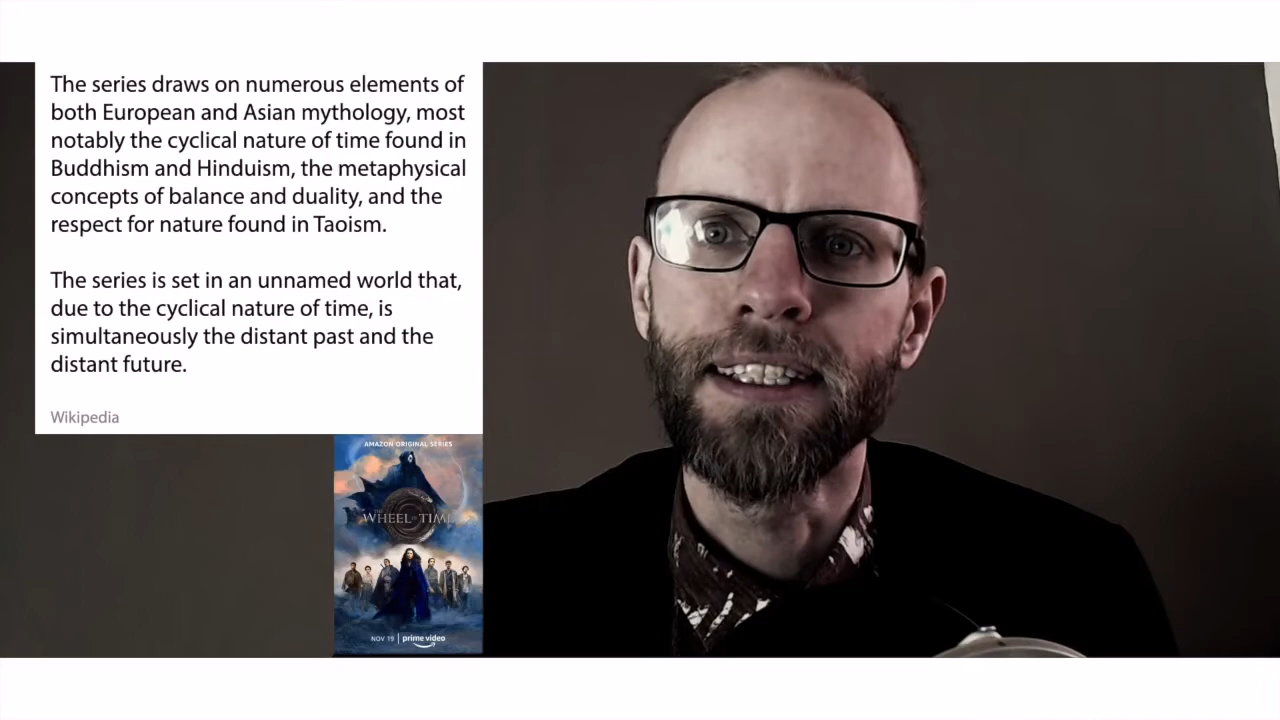 The series draws on numerous elements of
both European and Asian mythology, most
notably the cyclical nature of time found in
Buddhism and Hinduism, the metaphysical
concepts of balance and duality, and the
respect for nature found in Taoism.
The series is set in an unnamed world that,
due to the cyclical nature of time, is
simultaneously the distant past and the
distant future.
Wikipedia
AMAZON ORIGINAL SERIES
THE
WHEEL OF TIME
NOV 19 | prime video